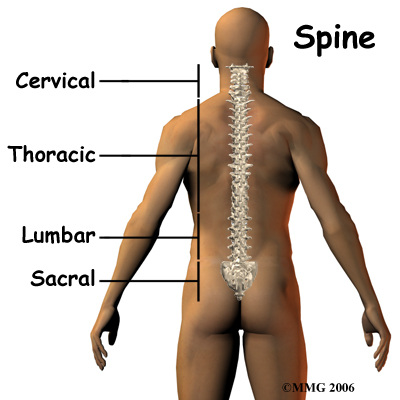 Spine
Cervical
Thoracic
Lumbar
Sacral
©MMG 2006